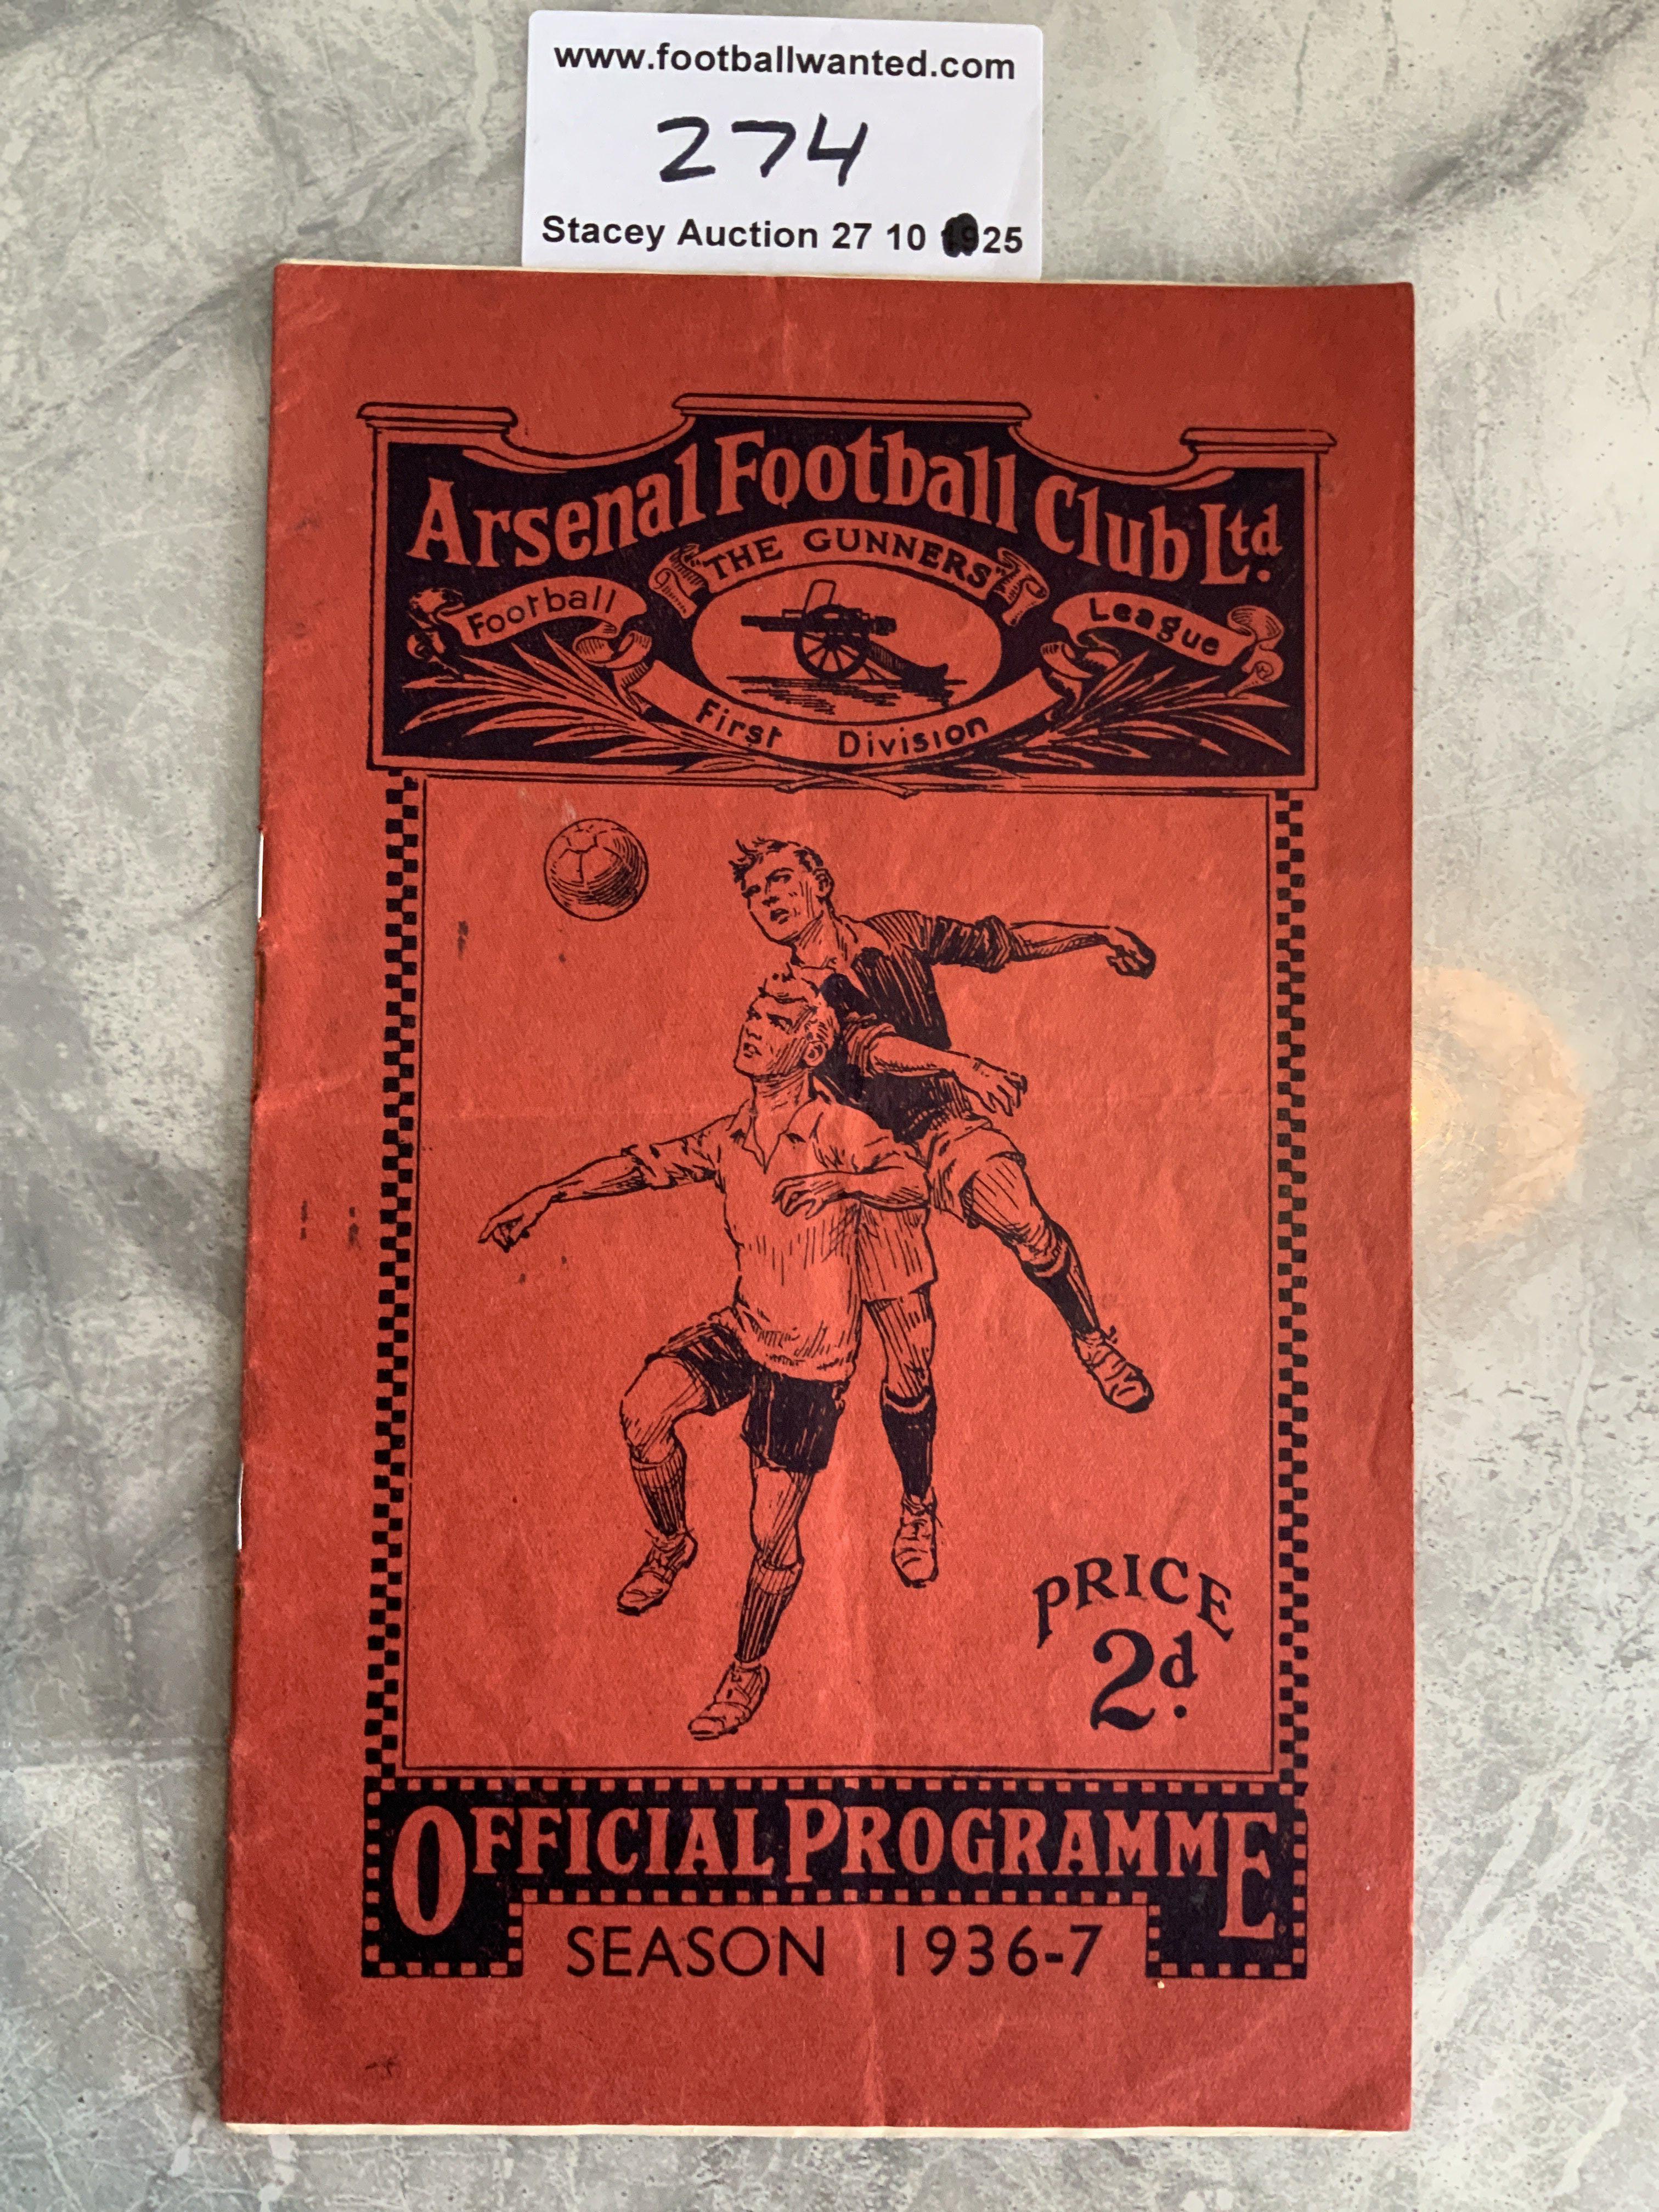 www.footballwanted.com
274
Stacey Auction 27 10 25
Arsenal Football Club Ltd.
"THE GUNNERS"
Football League
First Division
PRICE
2d.
OFFICIAL PROGRAMME
SEASON 1936-7